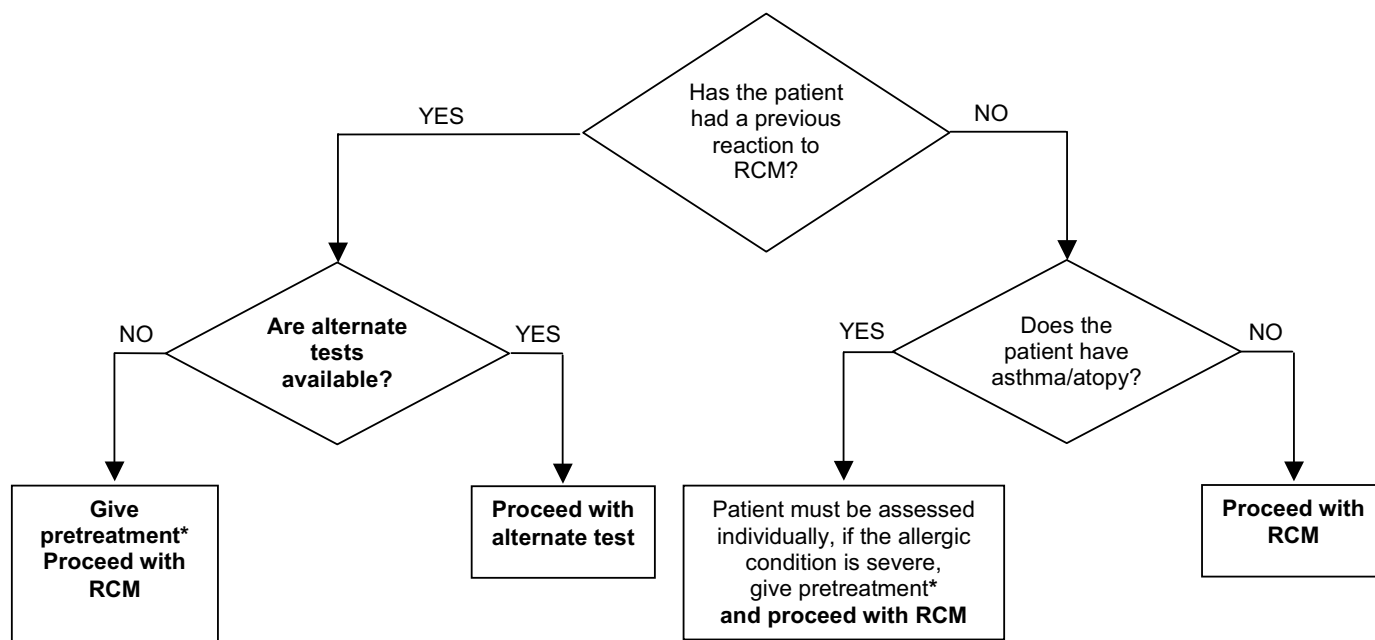 Has the patient
had a previous
reaction to
RCM?
YES
NO
Are alternate
tests
available?
NO
YES
Does the
patient have
asthma/atopy?
YES
NO
Give
pretreatment*
Proceed with
RCM
Proceed with
alternate test
Patient must be assessed
individually, if the allergic
condition is severe,
give pretreatment*
and proceed with RCM
Proceed with
RCM